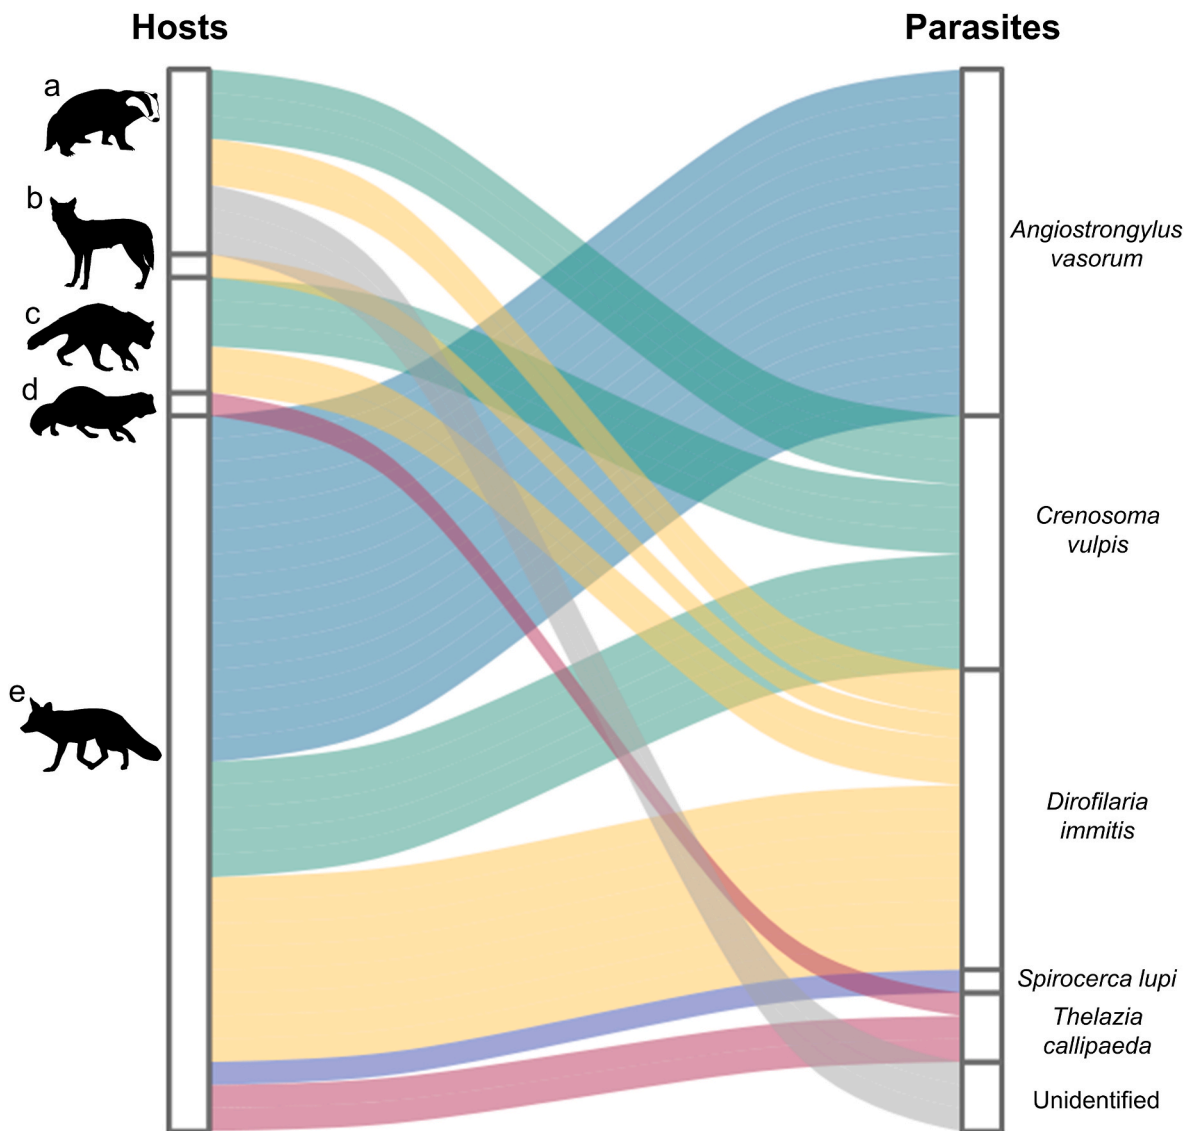 Hosts
Parasites
a
b
c
d
e
Angiostrongylus
vasorum
Crenosoma
vulpis
Dirofilaria
immitis
Spirocerca lupi
Thelazia
callipaeda
Unidentified